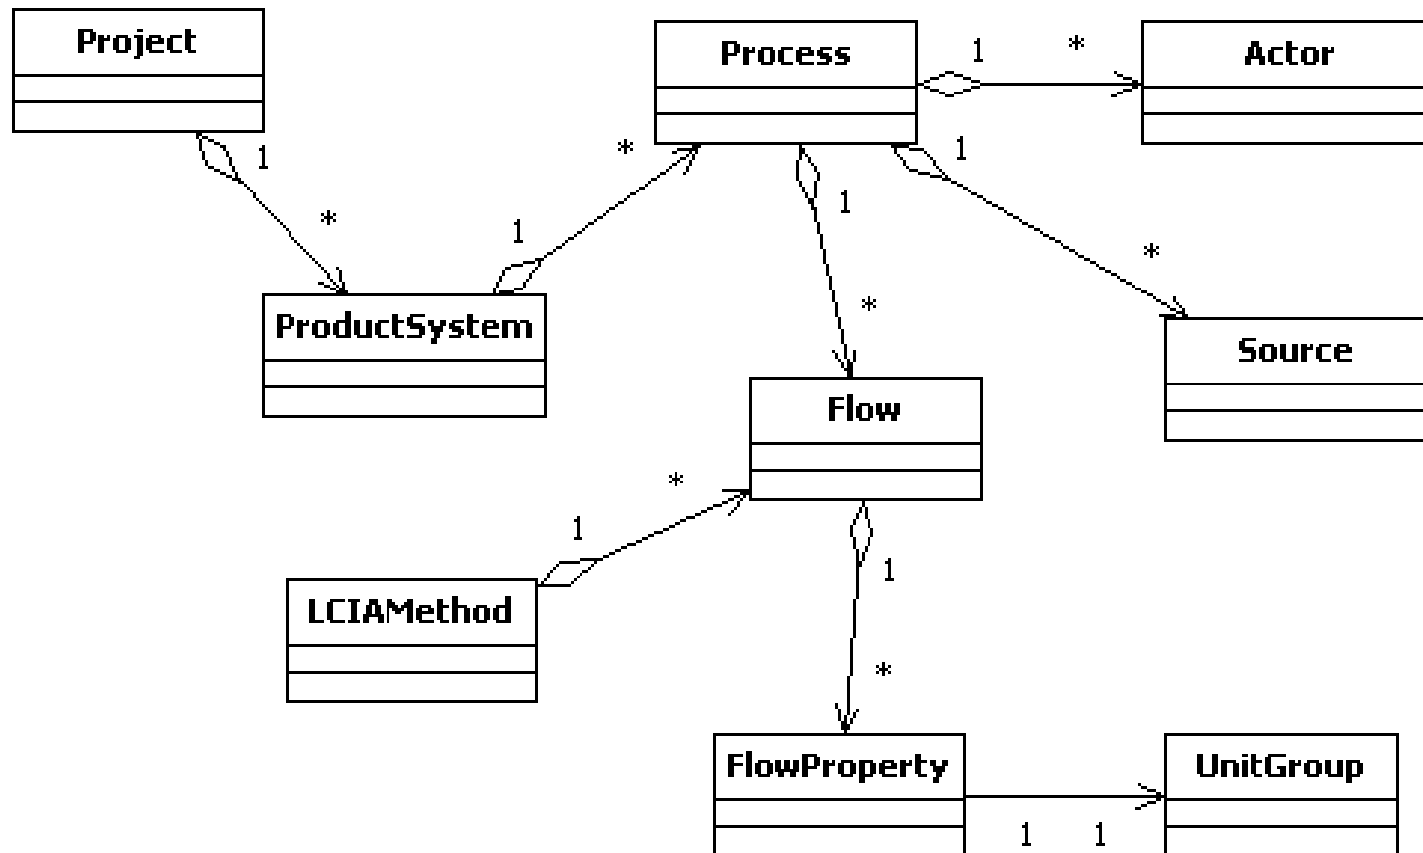 Project
Process
1
*
Actor
1
*
1
1
*
1
*
*
ProductSystem
*
Source
Flow
*
1
1
LCIAMethod
*
FlowProperty
UnitGroup
1
1